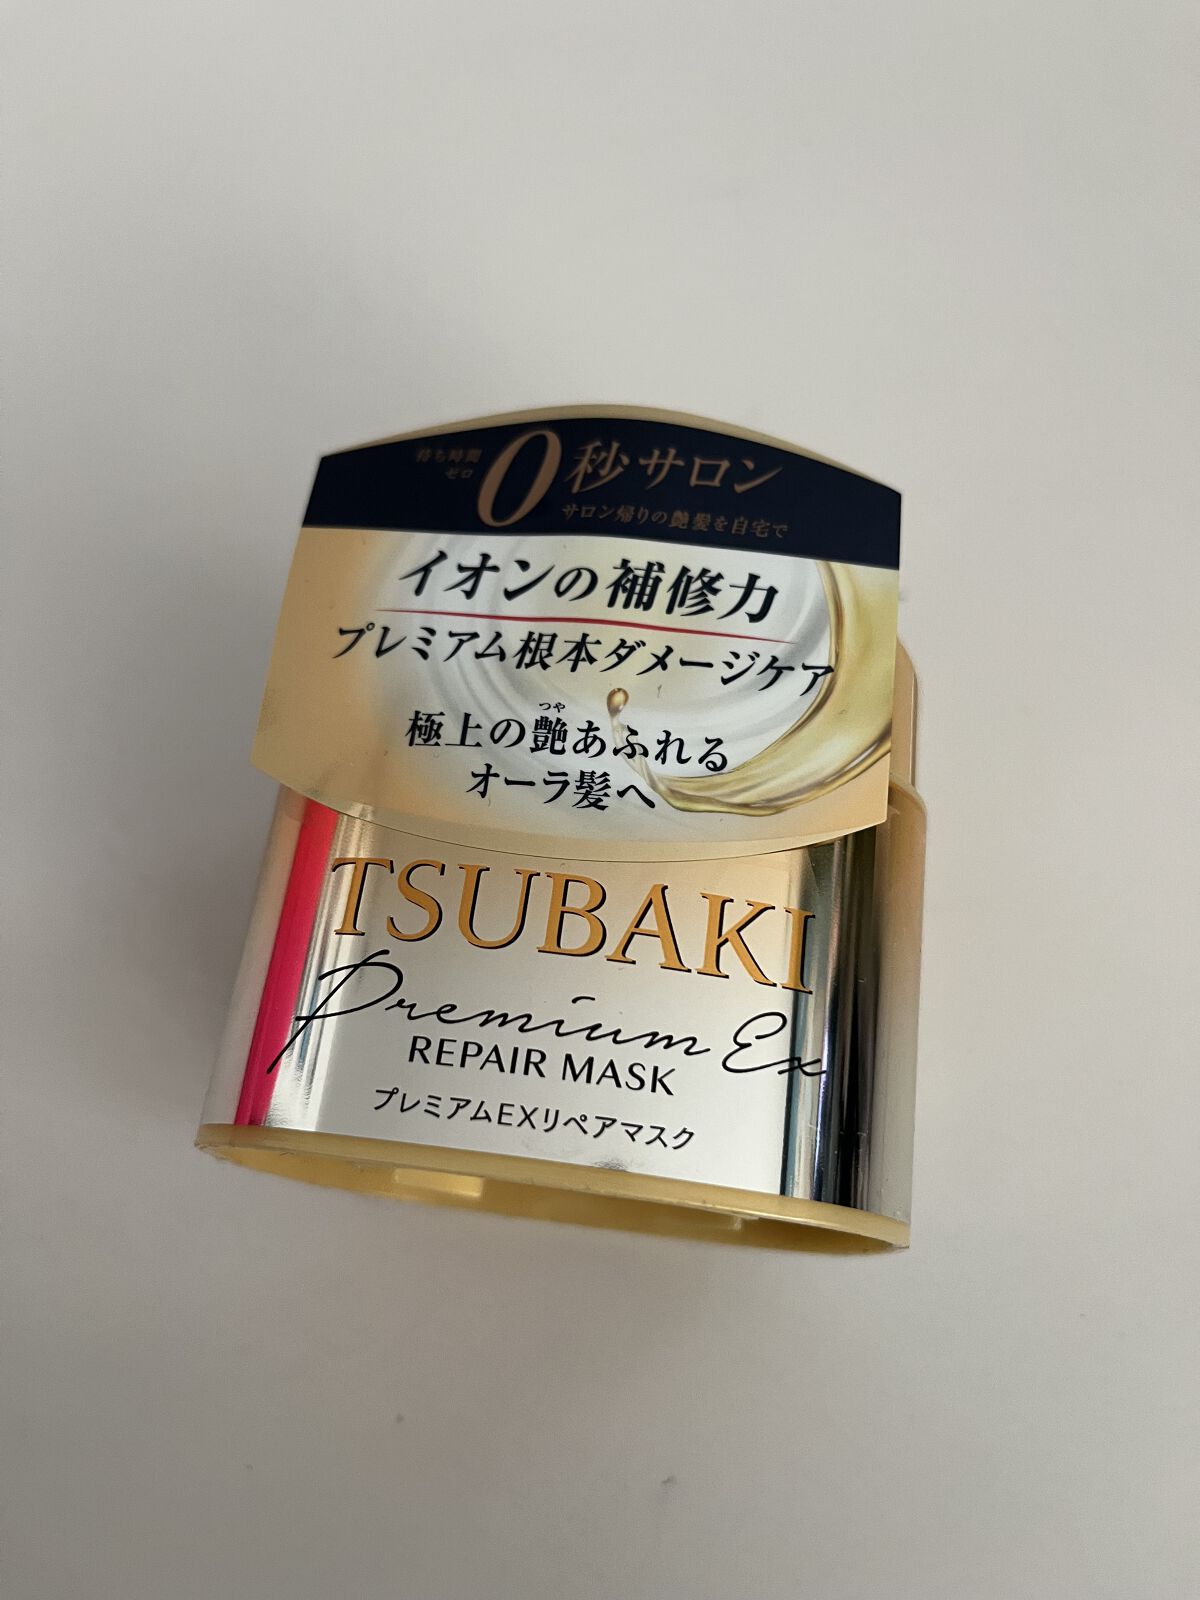 待ち時間
ゼロ
0秒サロン
サロン帰りの艶髪を自宅で
イオンの補修力
プレミアム根本ダメージケア
つや
極上の艶あふれる
オーラ髪へ
TSUBAKI
Premium Ex
REPAIR MASK
プレミアムEXリペアマスク